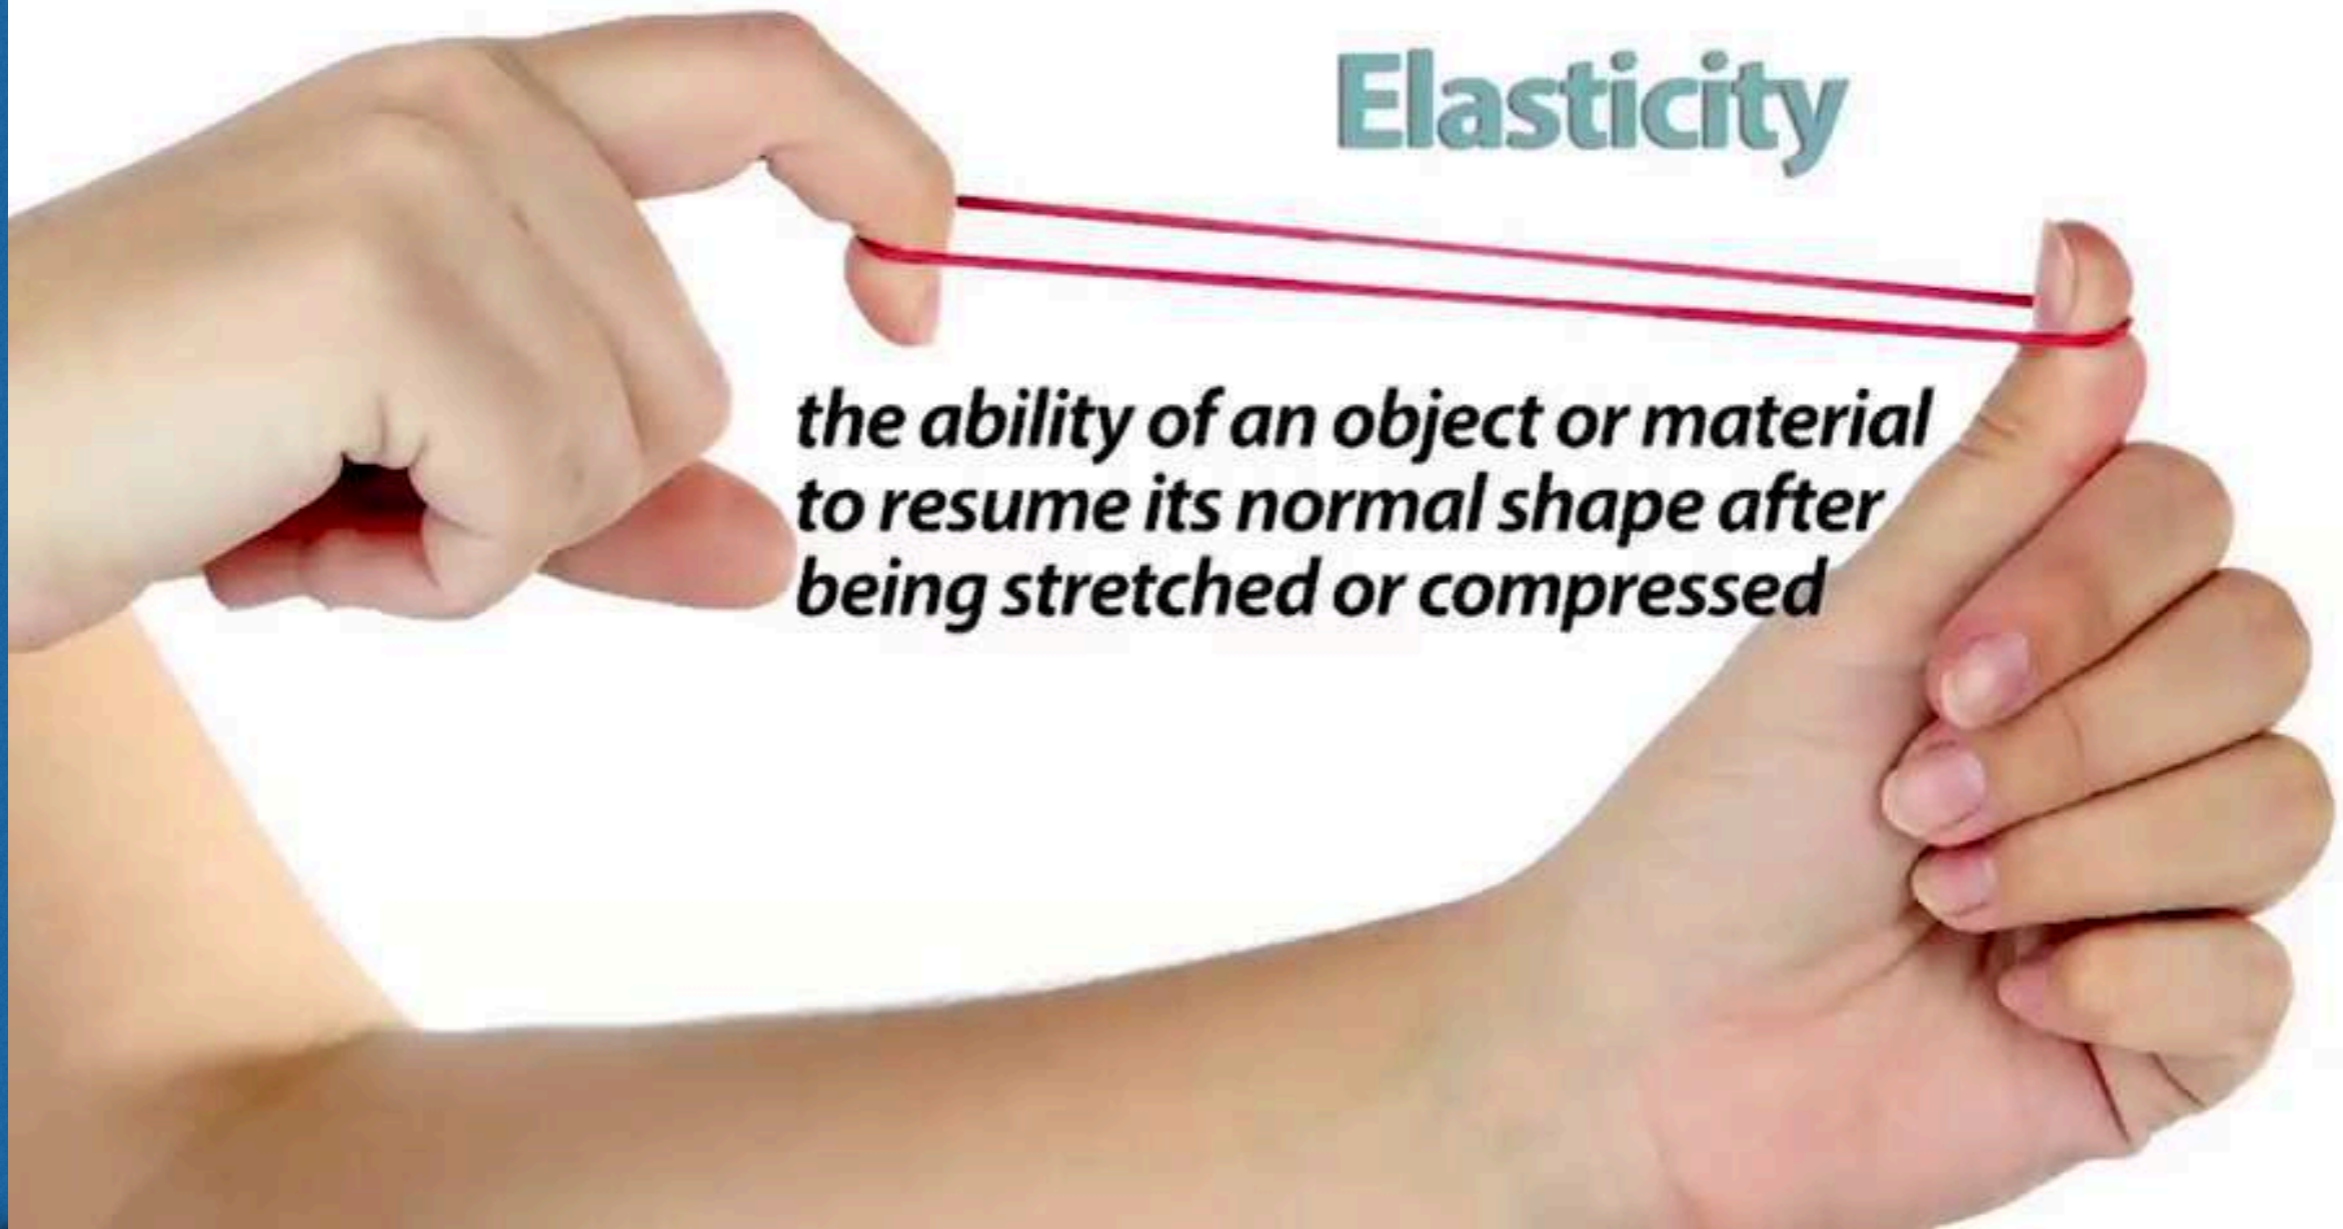 Elasticity
the ability of an object or material
to resume its normal shape after
being stretched or compressed